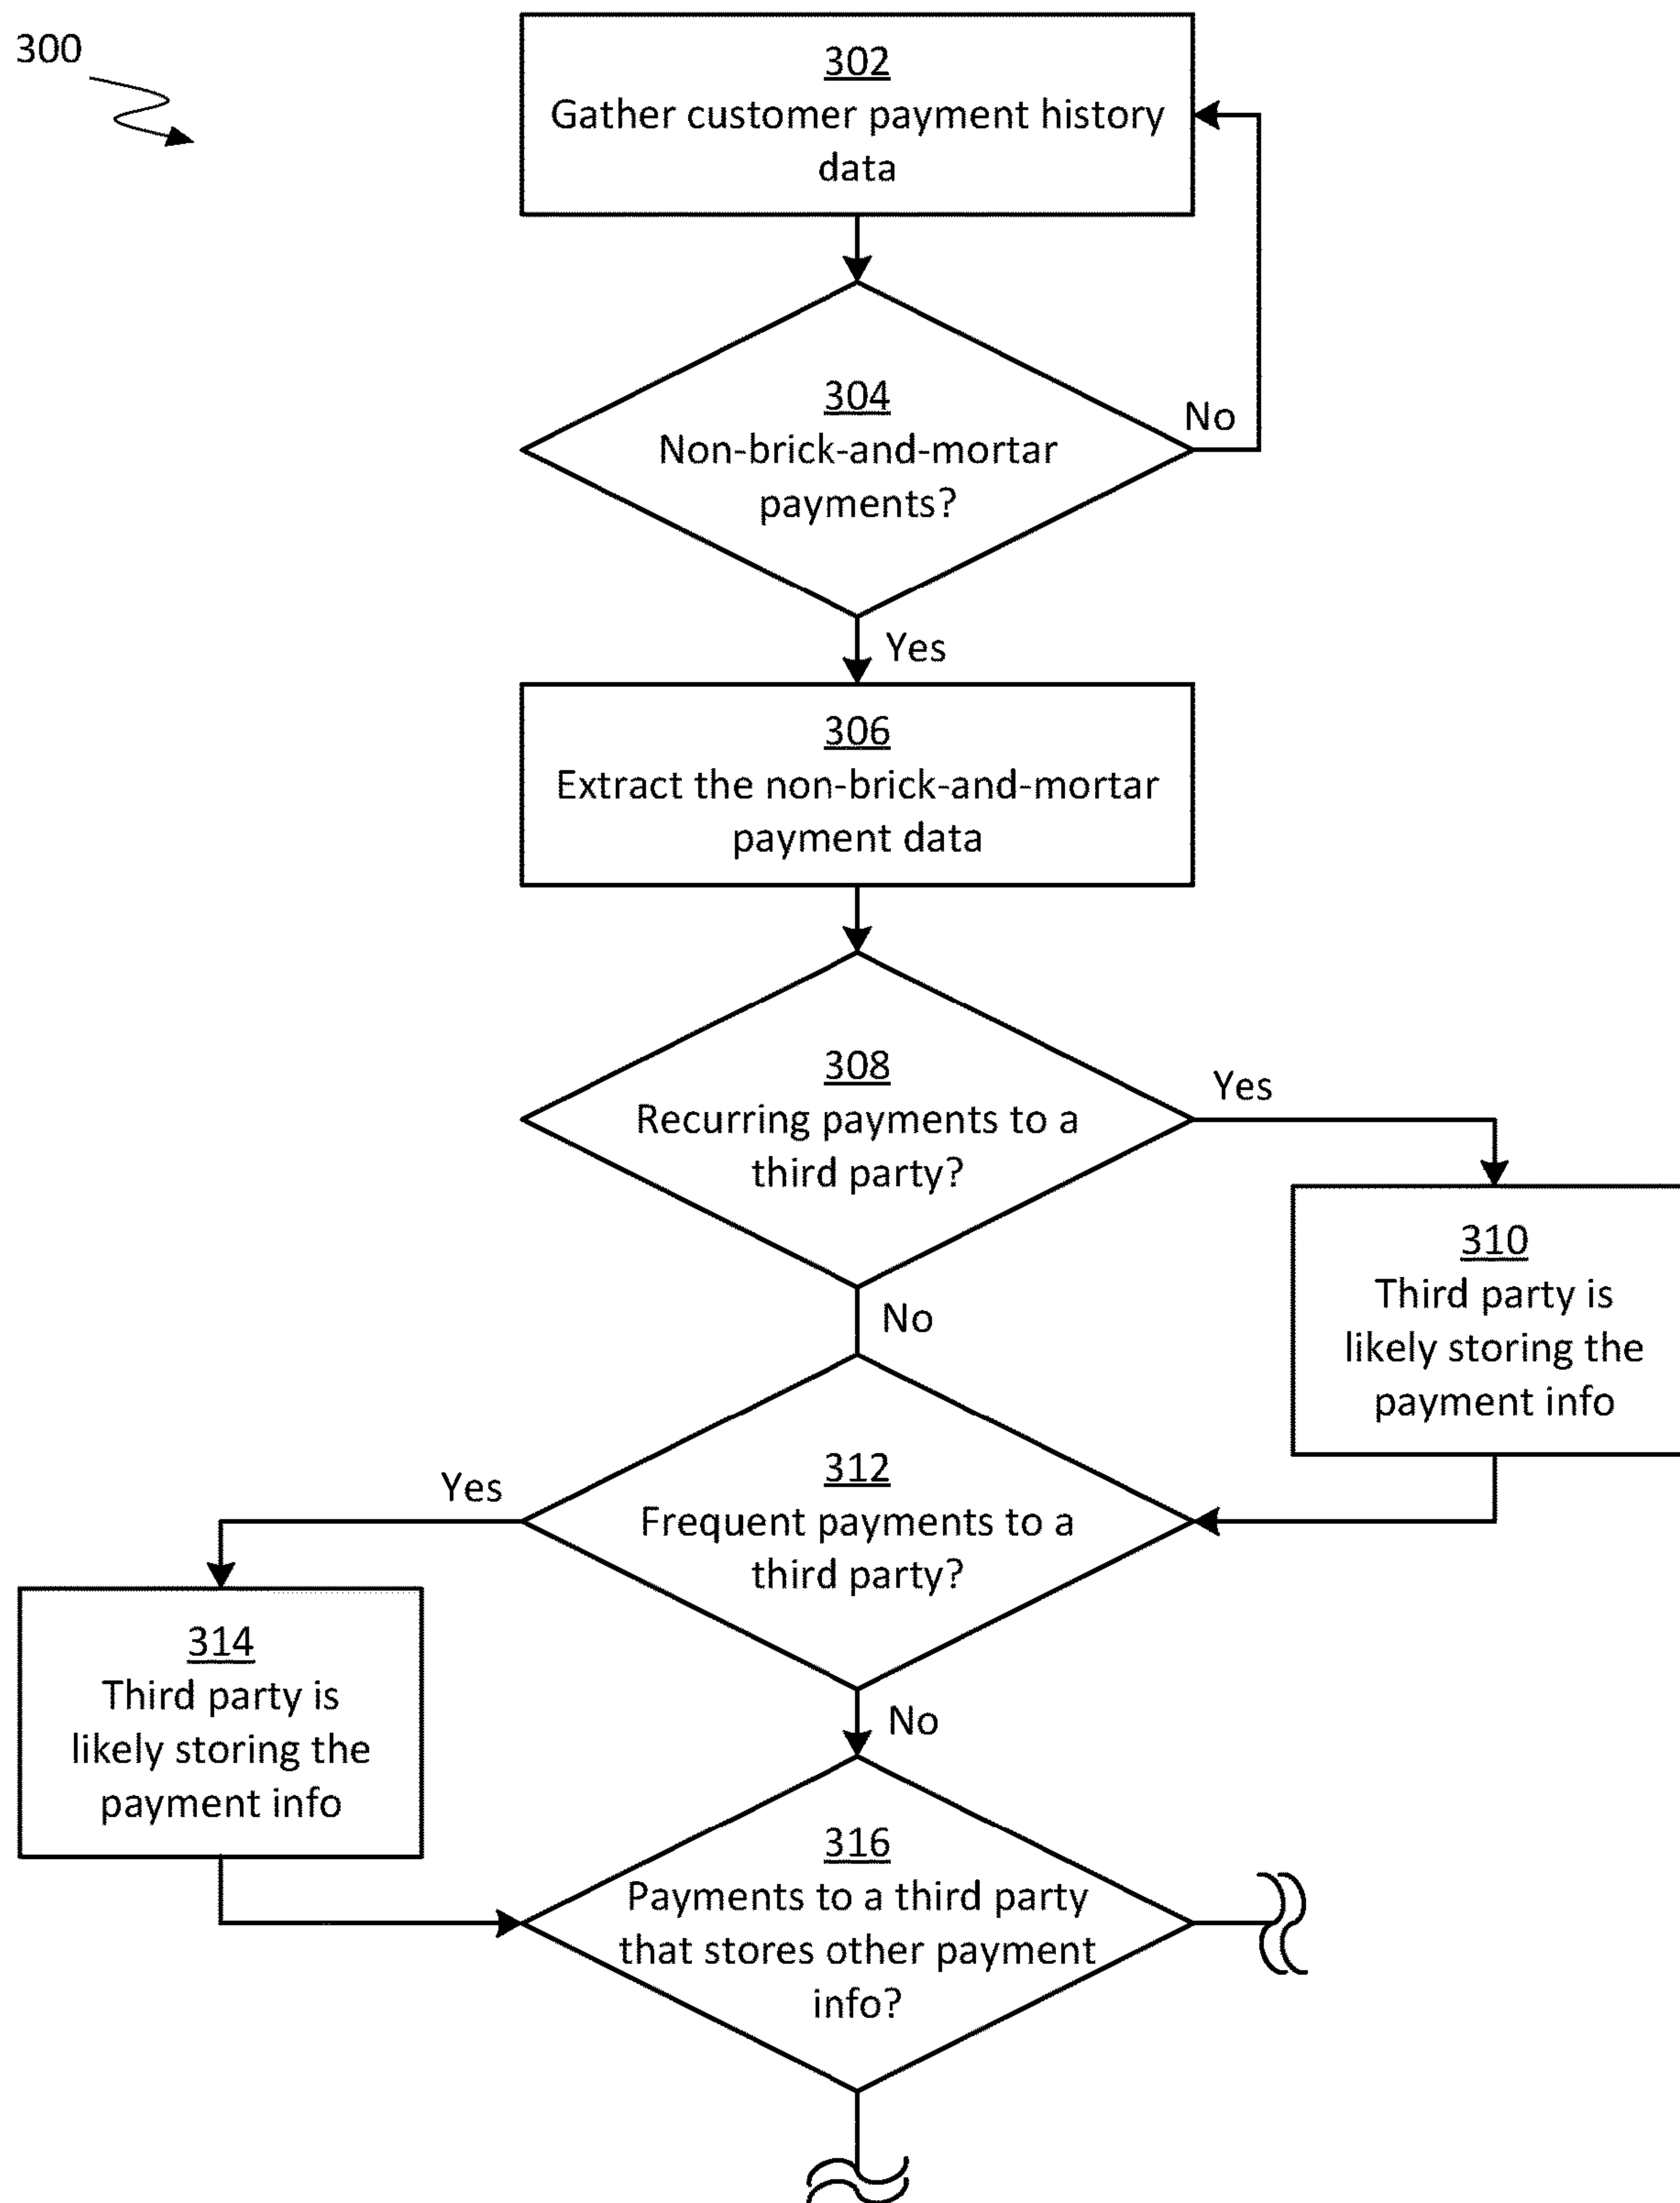 300
302
Gather customer payment history
data
304
Non-brick-and-mortar
payments?
No
Yes
306
Extract the non-brick-and-mortar
payment data
308
Recurring payments to a
third party?
Yes
No
310
Third party is
likely storing the
payment info
312
Frequent payments to a
third party?
Yes
No
314
Third party is
likely storing the
payment info
316
Payments to a third party
that stores other payment
info?